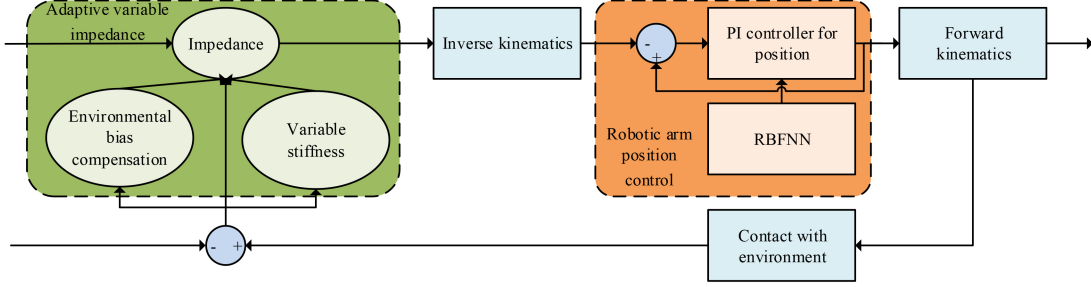 Adaptive variable
impedance
Impedance
Environmental
bias
compensation
Variable
stiffness
Inverse kinematics
-
+
PI controller for
position
RBFNN
Robotic arm
position
control
Forward
kinematics
Contact with
environment
- +